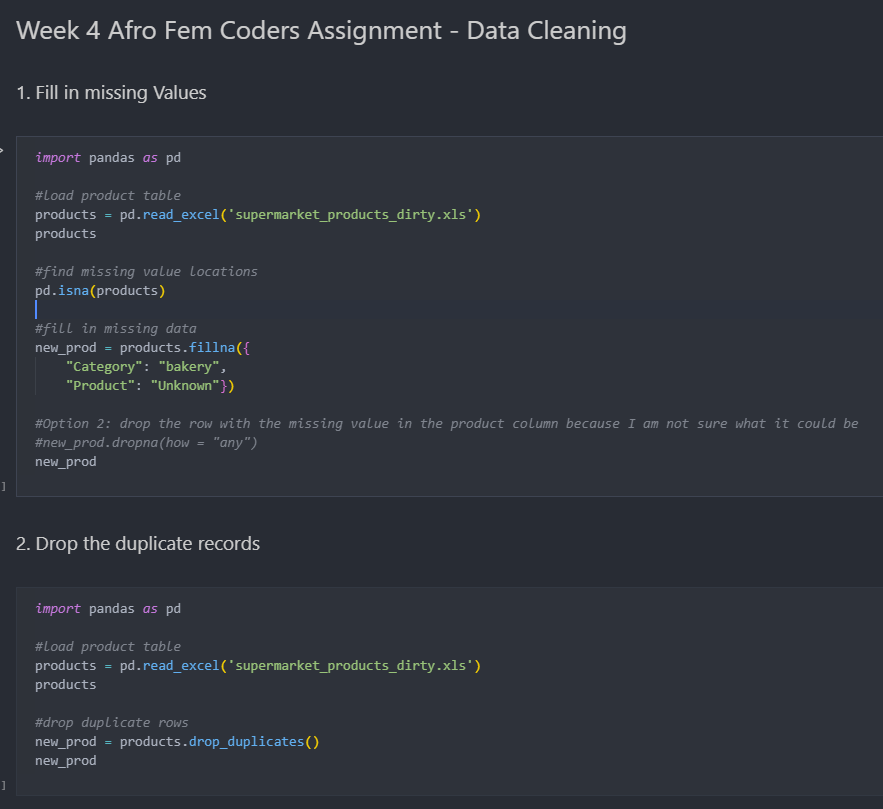 Week 4 Afro Fem Coders Assignment - Data Cleaning
1. Fill in missing Values
import pandas as pd
#load product table
products = pd.read_excel('supermarket_products_dirty.xls')
products
#find missing value locations
pd.isna(products)
#fill in missing data
new_prod = products.fillna({
    "Category": "bakery",
    "Product": "Unknown"})
#Option 2: drop the row with the missing value in the product column because I am not sure what it could be
#new_prod.dropna(how = "any")
new_prod
]
2. Drop the duplicate records
import pandas as pd
#load product table
products = pd.read_excel('supermarket_products_dirty.xls')
products
#drop duplicate rows
new_prod = products.drop_duplicates()
new_prod
]